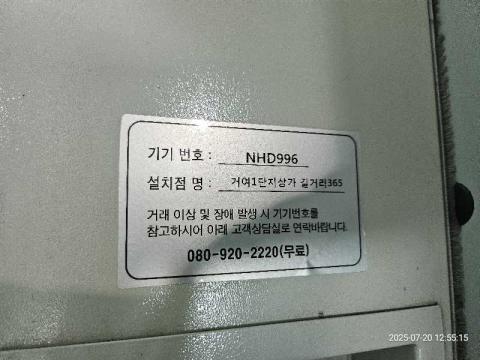 기기 번호 : NHD996
설치점 명 : 거여1단지상가 길거리365
거래 이상 및 장애 발생 시 기기번호를
참고하시어 아래 고객상담실로 연락바랍니다.
080-920-2220(무료)
2025-07-20 12:55:15